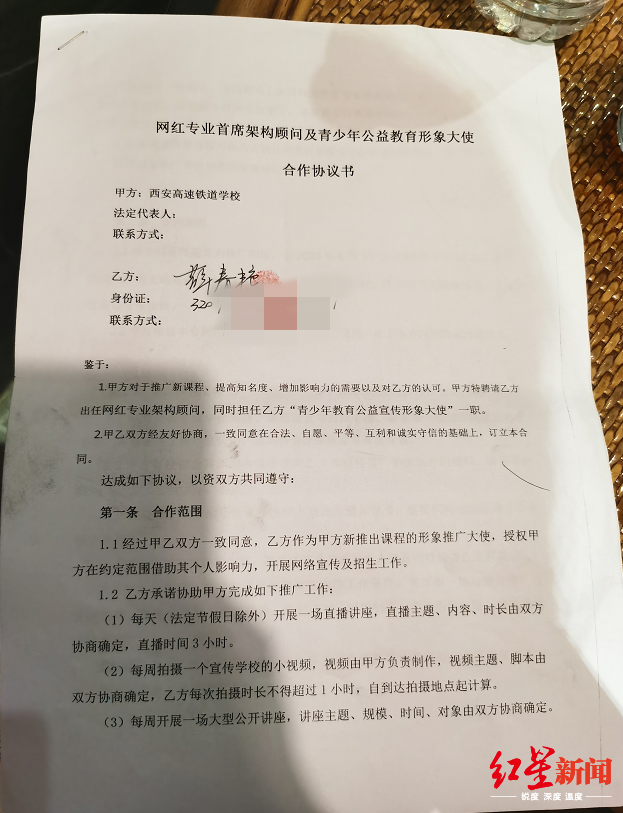 网红专业首席架构顾问及青少年公益教育形象大使
合作协议书
甲方：西安高速铁道学校
法定代表人：
联系方式：
乙方：
身份证： 320
联系方式：
鉴于：
1.甲方对于推广新课程、提高知名度、增加影响力的需要以及对乙方的认可。甲方特聘请乙方
出任网红专业架构顾问，同时担任乙方“青少年教育公益宣传形象大使”一职。
2.甲乙双方经友好协商，一致同意在合法、自愿、平等、互利和诚实守信的基础上，订立本合
同。
达成如下协议，以资双方共同遵守：
第一条 合作范围
1.1 经过甲乙双方一致同意，乙方作为甲方新推出课程的形象推广大使，授权甲
方在约定范围借助其个人影响力，开展网络宣传及招生工作。
1.2 乙方承诺协助甲方完成如下推广工作：
（1）每天（法定节假日除外）开展一场直播讲座，直播主题、内容、时长由双方
协商确定，直播时间 3 小时。
（2）每周拍摄一个宣传学校的小视频，视频由甲方负责制作，视频主题、脚本由
双方协商确定，乙方每次拍摄时长不得超过 1 小时，自到达拍摄地点起计算。
（3）每周开展一场大型公开讲座，讲座主题、规模、时间、对象由双方协商确定。
红星新闻
锐度 深度 温度